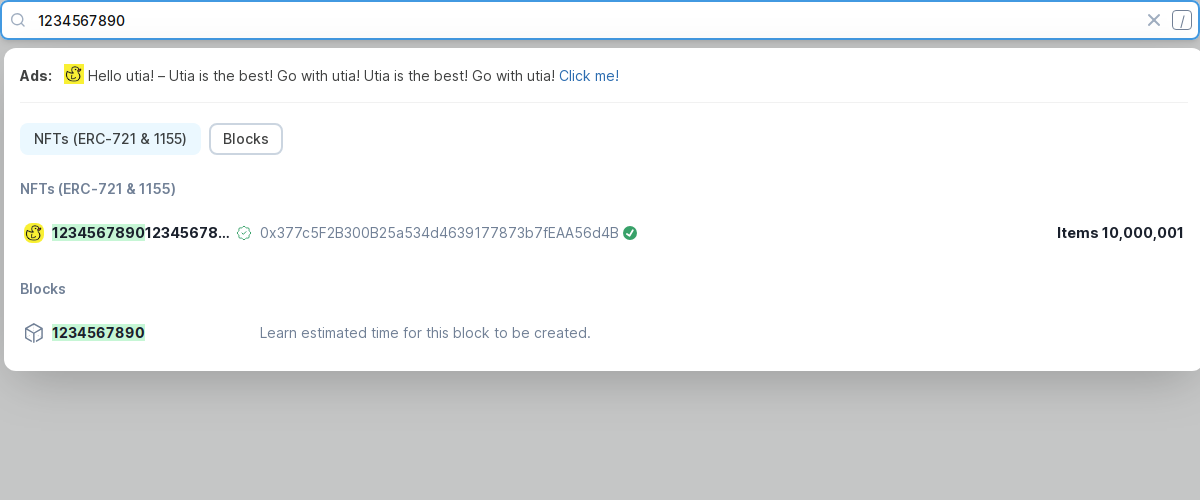 1234567890 /
Ads: Hello utia! – Utia is the best! Go with utia! Utia is the best! Go with utia! Click me!
NFTs (ERC-721 & 1155) Blocks
NFTs (ERC-721 & 1155)
123456789012345678... 0x377c5F2B300B25a534d4639177873b7fEAA56d4B Items 10,000,001
Blocks
1234567890 Learn estimated time for this block to be created.